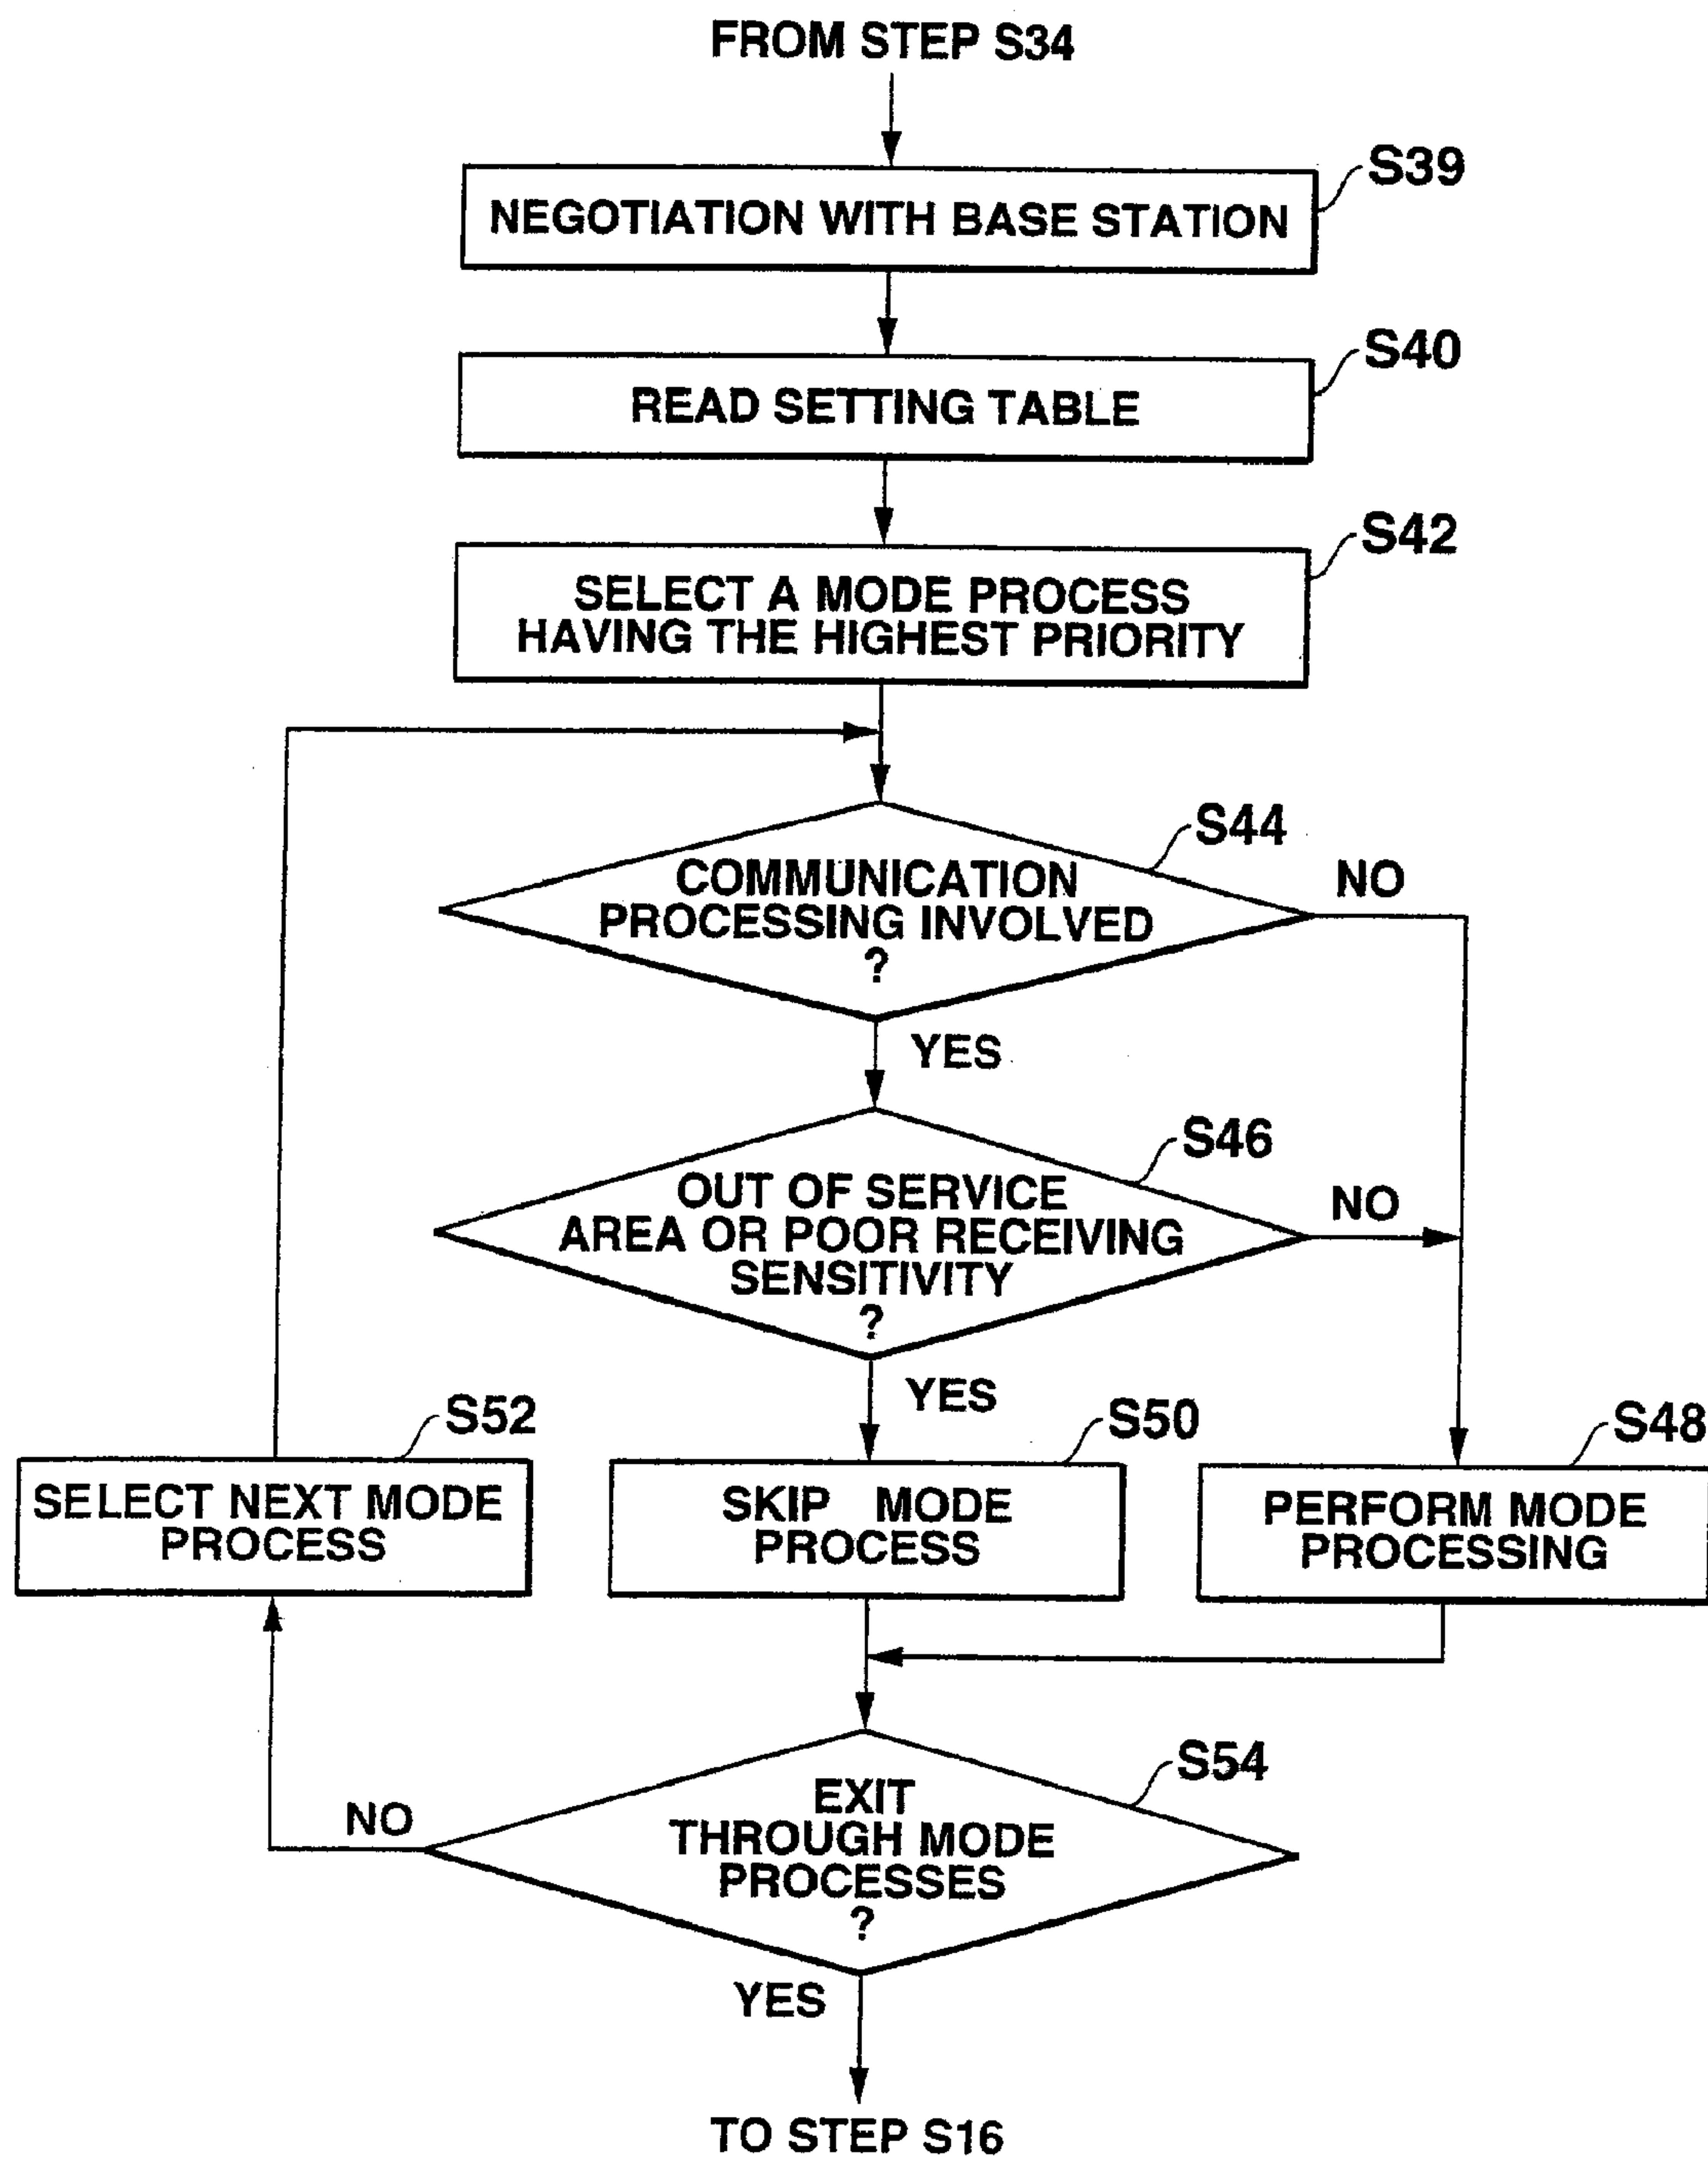 FROM STEP S34
S39
NEGOTIATION WITH BASE STATION
S40
READ SETTING TABLE
S42
SELECT A MODE PROCESS
HAVING THE HIGHEST PRIORITY
S44
COMMUNICATION
PROCESSING INVOLVED
?
NO
YES
S46
OUT OF SERVICE
AREA OR POOR RECEIVING
SENSITIVITY
?
NO
YES
S52
SELECT NEXT MODE
PROCESS
S50
SKIP MODE
PROCESS
S48
PERFORM MODE
PROCESSING
S54
EXIT
THROUGH MODE
PROCESSES
?
NO
YES
TO STEP S16